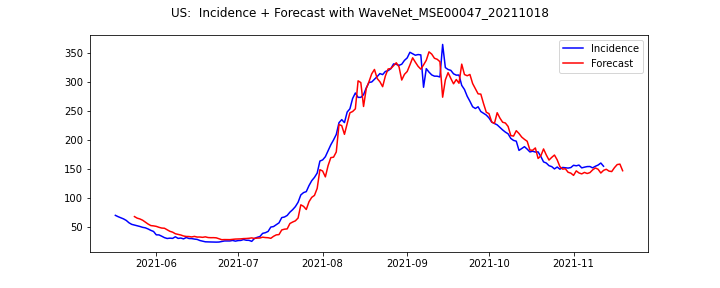 US:  Incidence + Forecast with WaveNet_MSE00047_20211018
Incidence
Forecast
350
300
250
200
150
100
50
2021-06 2021-07 2021-08 2021-09 2021-10 2021-11